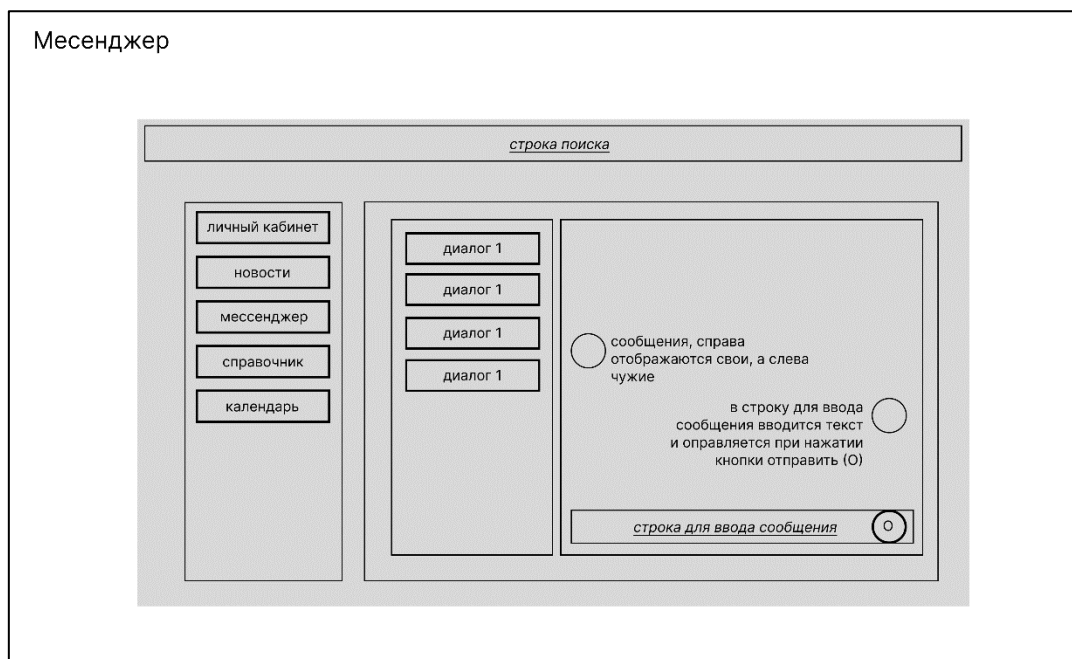 Месенджер
строка поиска
личный кабинет
новости
мессенджер
справочник
календарь
диалог 1
диалог 1
диалог 1
диалог 1
сообщения, справа
отображаются свои, а слева
чужие
в строку для ввода
сообщения вводится текст
и оправляется при нажатии
кнопки отправить (О)
строка для ввода сообщения
О